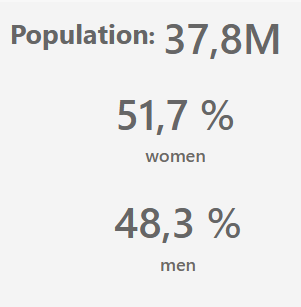 Population: 37,8M
51,7 %
women
48,3 %
men